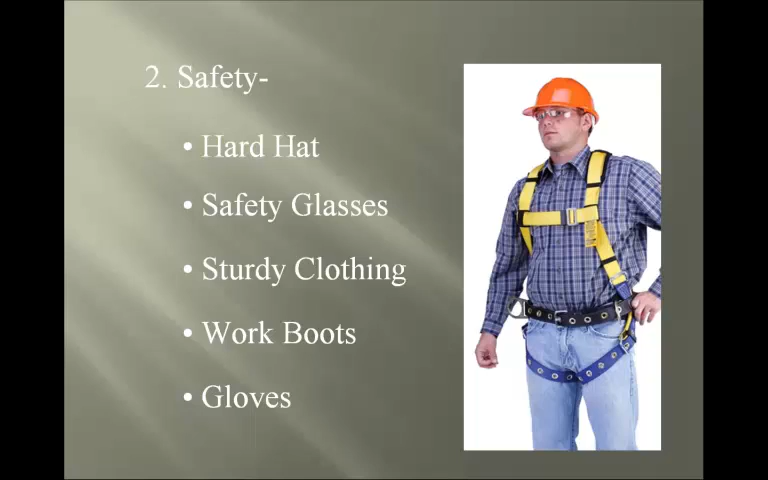 2. Safety-
• Hard Hat
• Safety Glasses
• Sturdy Clothing
• Work Boots
• Gloves